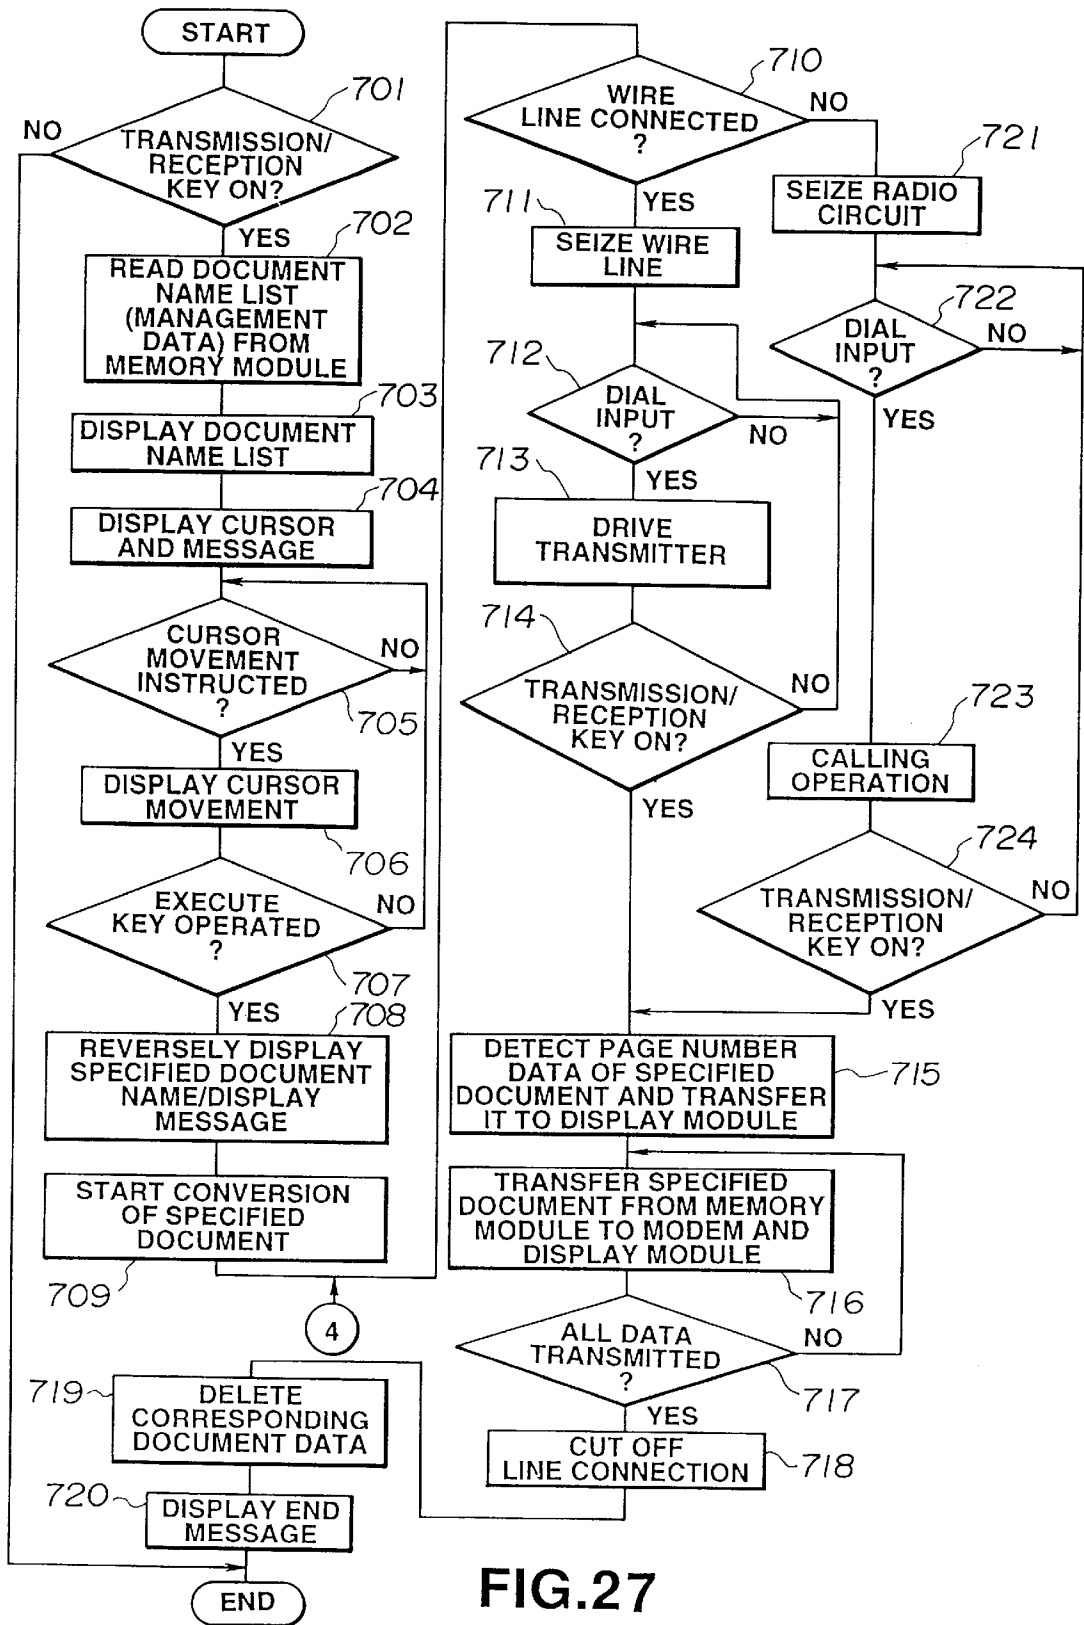 START
701
NO
TRANSMISSION/
RECEPTION
KEY ON?
YES
702
READ DOCUMENT
NAME LIST
(MANAGEMENT
DATA) FROM
MEMORY MODULE
703
DISPLAY DOCUMENT
NAME LIST
704
DISPLAY CURSOR
AND MESSAGE
CURSOR
MOVEMENT
INSTRUCTED
?
NO
705
YES
DISPLAY CURSOR
MOVEMENT
706
EXECUTE
KEY OPERATED
?
NO
707
YES
708
REVERSELY DISPLAY
SPECIFIED DOCUMENT
NAME/DISPLAY
MESSAGE
START CONVERSION
OF SPECIFIED
DOCUMENT
709
4
710
WIRE
LINE CONNECTED
?
NO
YES
711
SEIZE WIRE
LINE
712
DIAL
INPUT
?
NO
YES
713
DRIVE
TRANSMITTER
714
TRANSMISSION/
RECEPTION
KEY ON?
NO
YES
721
SEIZE RADIO
CIRCUIT
722
DIAL
INPUT
?
NO
YES
723
CALLING
OPERATION
724
TRANSMISSION/
RECEPTION
KEY ON?
NO
YES
DETECT PAGE NUMBER
DATA OF SPECIFIED
DOCUMENT AND TRANSFER
IT TO DISPLAY MODULE
715
TRANSFER SPECIFIED
DOCUMENT FROM MEMORY
MODULE TO MODEM AND
DISPLAY MODULE
716
ALL DATA
TRANSMITTED
?
NO
717
YES
CUT OFF
LINE CONNECTION
718
719
DELETE
CORRESPONDING
DOCUMENT DATA
720
DISPLAY END
MESSAGE
END
FIG.27